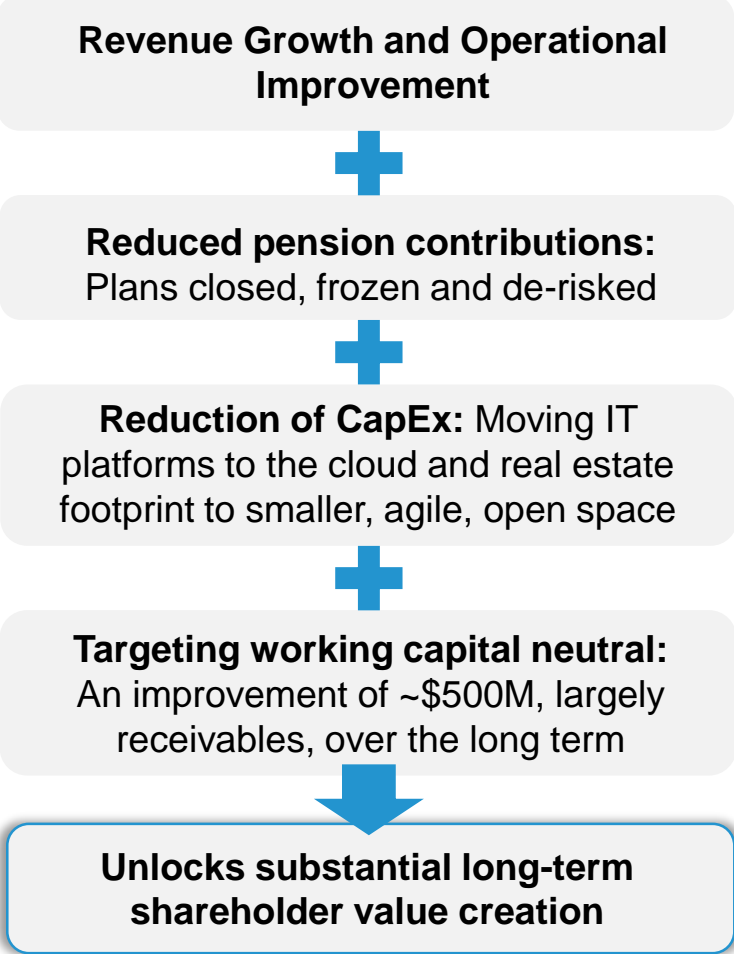 Revenue Growth and Operational
Improvement
Reduced pension contributions:
Plans closed, frozen and de-risked
Reduction of CapEx: Moving IT
platforms to the cloud and real estate
footprint to smaller, agile, open space
Targeting working capital neutral:
An improvement of ~$500M, largely
receivables, over the long term
Unlocks substantial long-term
shareholder value creation